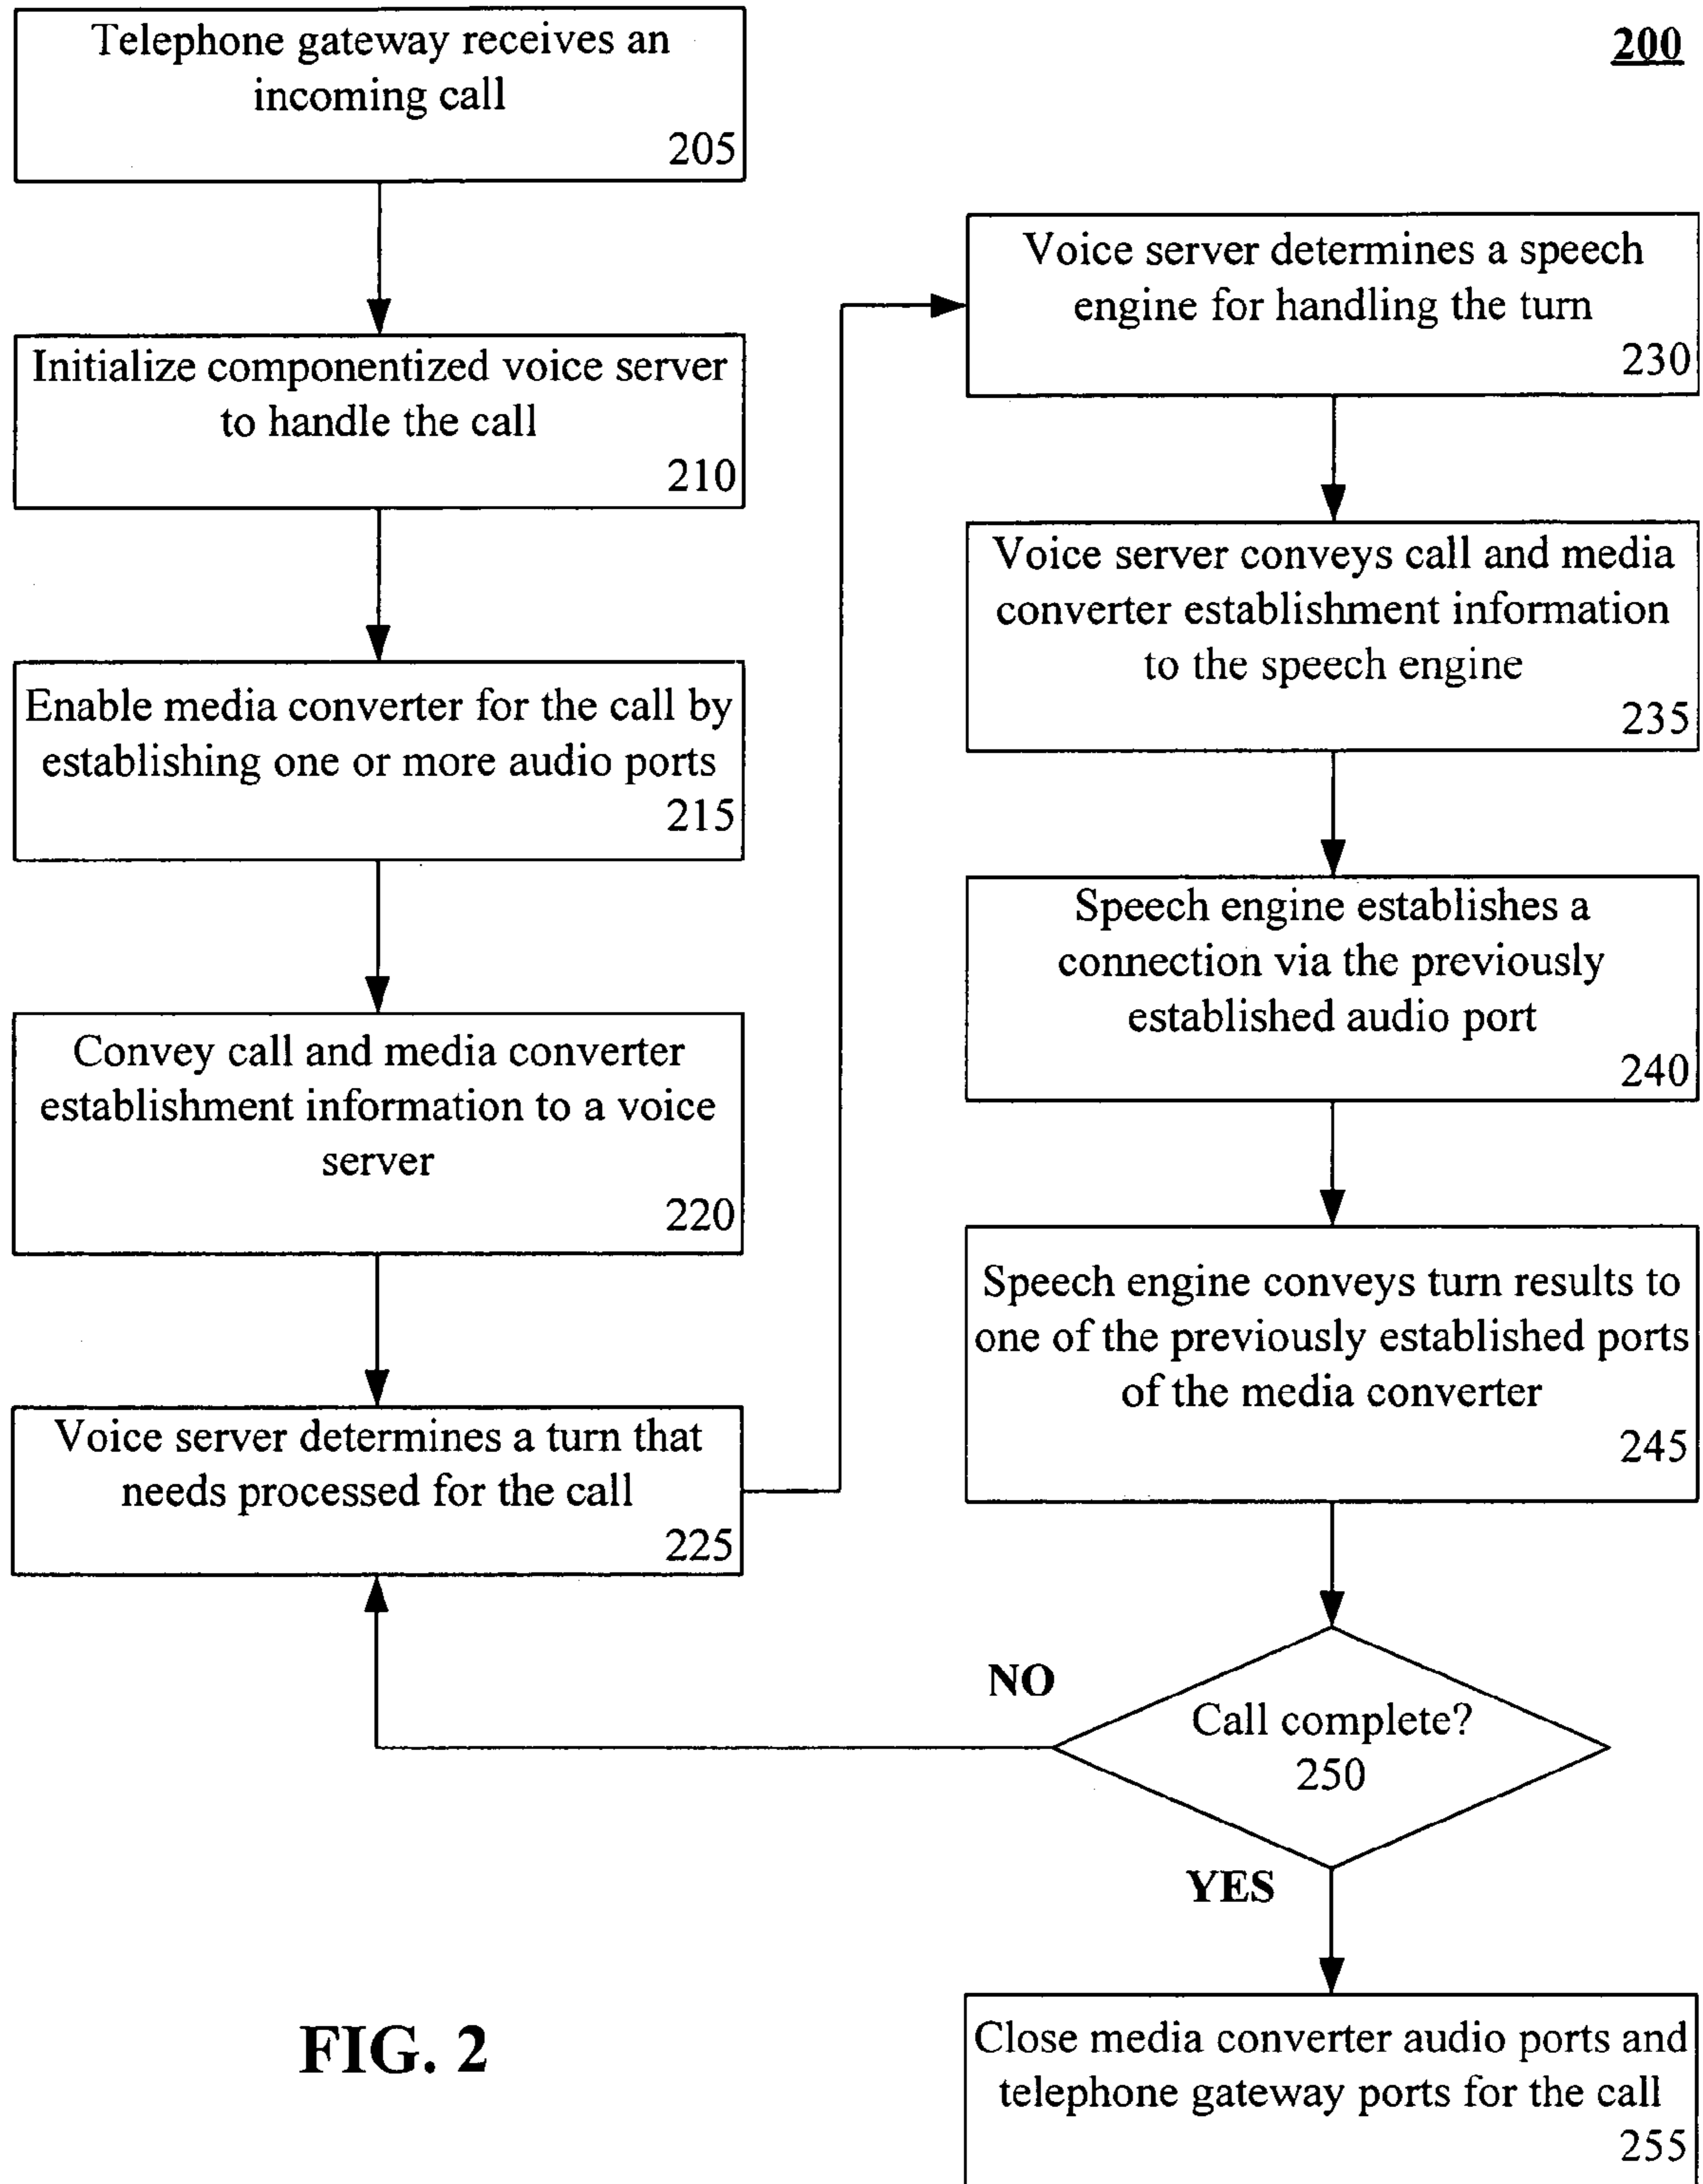 Telephone gateway receives an
incoming call
205
200
Initialize componentized voice server
to handle the call
210
Enable media converter for the call by
establishing one or more audio ports
215
Convey call and media converter
establishment information to a voice
server
220
Voice server determines a turn that
needs processed for the call
225
Voice server determines a speech
engine for handling the turn
230
Voice server conveys call and media
converter establishment information
to the speech engine
235
Speech engine establishes a
connection via the previously
established audio port
240
Speech engine conveys turn results to
one of the previously established ports
of the media converter
245
NO
Call complete?
250
YES
Close media converter audio ports and
telephone gateway ports for the call
255
FIG. 2